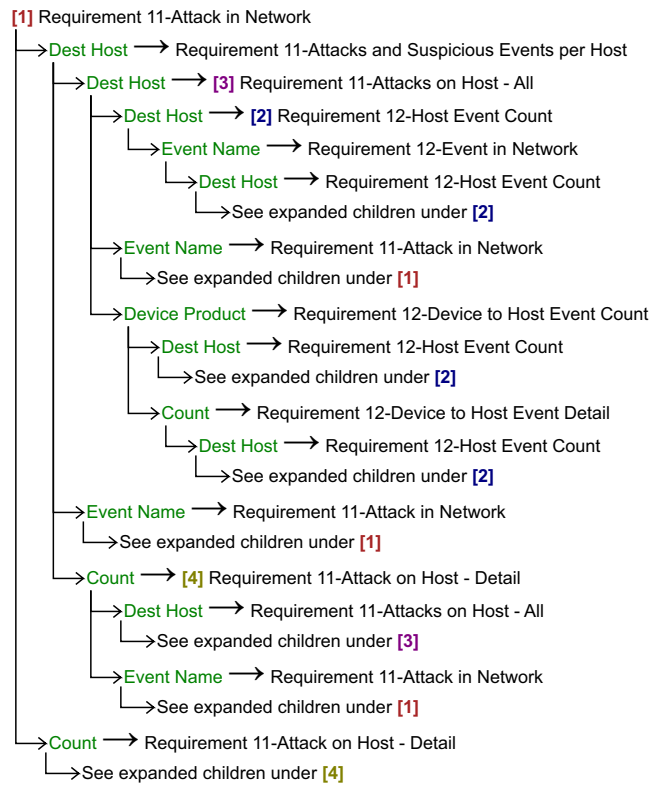 [1] Requirement 11-Attack in Network
Dest Host → Requirement 11-Attacks and Suspicious Events per Host
Dest Host → [3] Requirement 11-Attacks on Host - All
Dest Host → [2] Requirement 12-Host Event Count
Event Name → Requirement 12-Event in Network
Dest Host → Requirement 12-Host Event Count
See expanded children under [2]
Event Name → Requirement 11-Attack in Network
See expanded children under [1]
Device Product → Requirement 12-Device to Host Event Count
Dest Host → Requirement 12-Host Event Count
See expanded children under [2]
Count → Requirement 12-Device to Host Event Detail
Dest Host → Requirement 12-Host Event Count
See expanded children under [2]
Event Name → Requirement 11-Attack in Network
See expanded children under [1]
Count → [4] Requirement 11-Attack on Host - Detail
Dest Host → Requirement 11-Attacks on Host - All
See expanded children under [3]
Event Name → Requirement 11-Attack in Network
See expanded children under [1]
Count → Requirement 11-Attack on Host - Detail
See expanded children under [4]